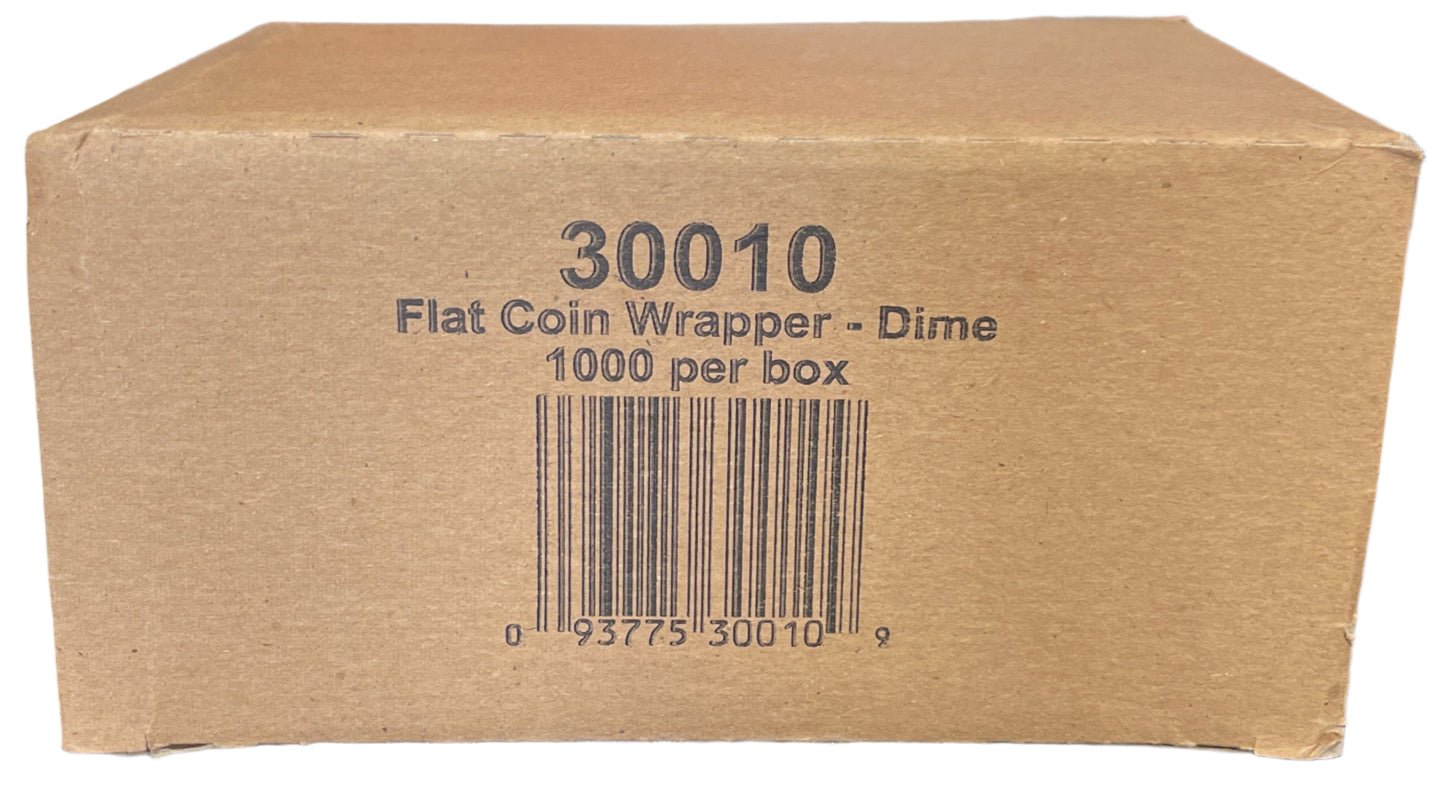 30010
Flat Coin Wrapper - Dime
1000 per box
0 93775 30010 9